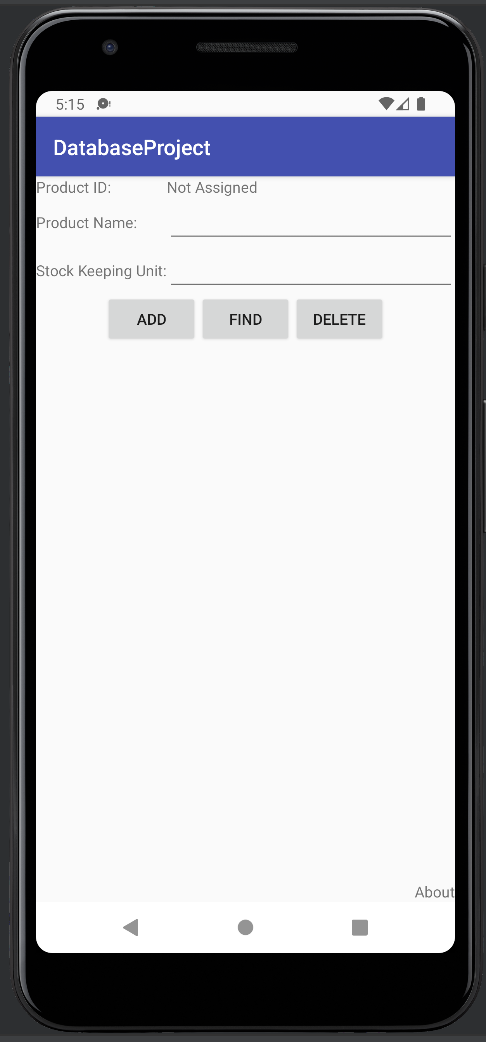 5:15
DatabaseProject
Product ID: Not Assigned
Product Name:
Stock Keeping Unit:
ADD FIND DELETE
About